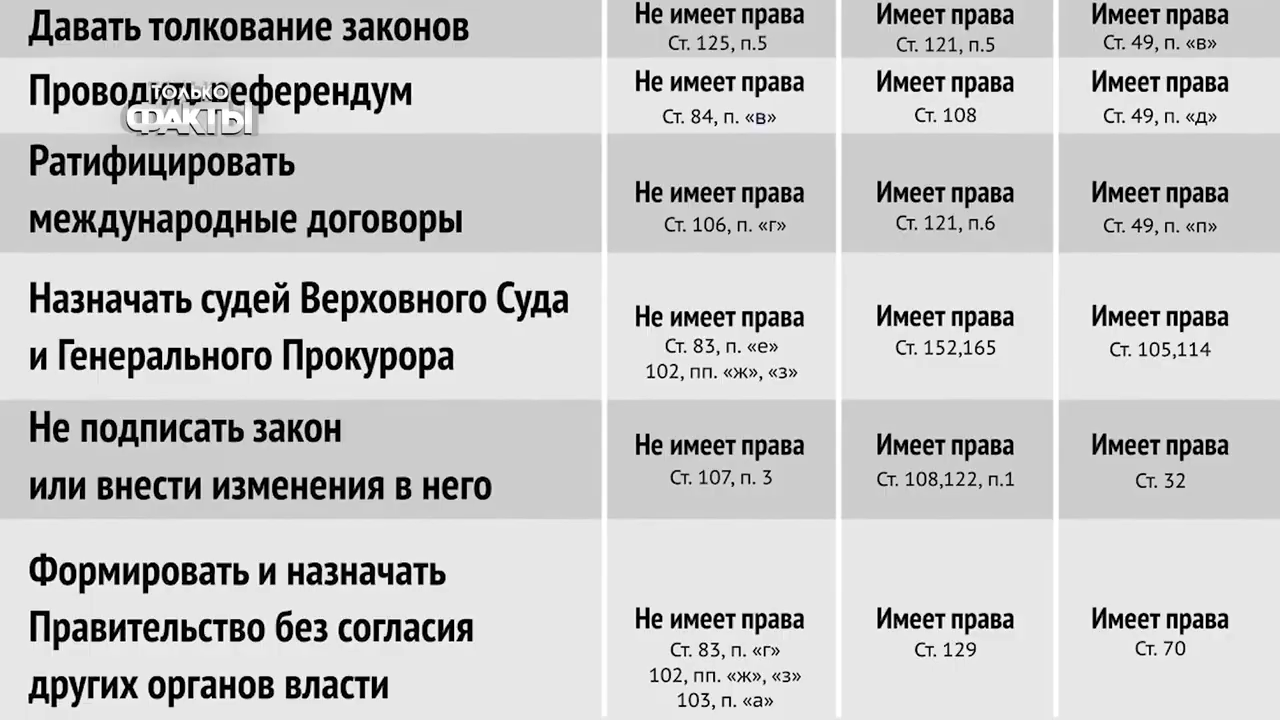 Давать толкование законов
Не имеет права
Ст. 125, п.5
Имеет права
Ст. 121, п.5
Имеет права
Ст. 49, п. «в»
ТОЛЬКО
ФАКТЫ
референдум
Не имеет права
Ст. 84, п. «в»
Имеет права
Ст. 108
Имеет права
Ст. 49, п. «д»
Ратифицировать
международные договоры
Не имеет права
Ст. 106, п. «г»
Имеет права
Ст. 121, п.6
Имеет права
Ст. 49, п. «п»
Назначать судей Верховного Суда
и Генерального Прокурора
Не имеет права
Ст. 83, п. «е»
102, пп. «ж», «з»
Имеет права
Ст. 152,165
Имеет права
Ст. 105,114
Не подписать закон
или внести изменения в него
Не имеет права
Ст. 107, п. 3
Имеет права
Ст. 108,122, п.1
Имеет права
Ст. 32
Формировать и назначать
Правительство без согласия
других органов власти
Не имеет права
Ст. 83, п. «г»
102, пп. «ж», «з»
103, п. «а»
Имеет права
Ст. 129
Имеет права
Ст. 70